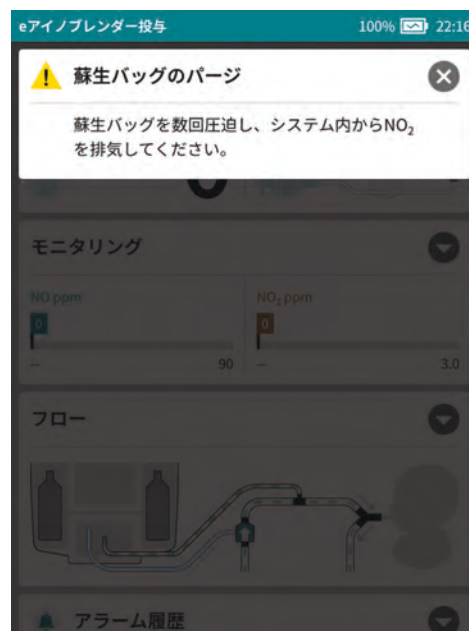 eアイノブレンダー投与
100%
22:16
蘇生バッグのパージ
蘇生バッグを数回圧迫し、システム内からNO₂
を排気してください。
モニタリング
NO ppm
NO₂ ppm
0
0
--
90
--
3.0
フロー
アラーム履歴